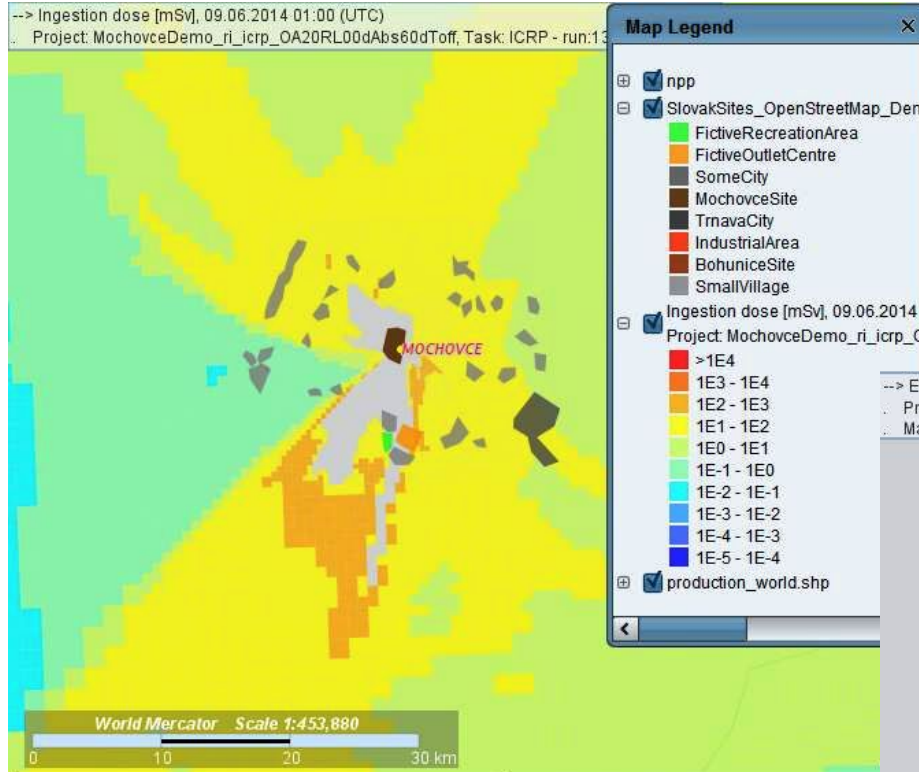 --> Ingestion dose [mSv], 09.06.2014 01:00 (UTC)
. Project: MochovceDemo_ri_icrp_OA20RL00dAbs60dToff, Task: ICRP - run:13
Map Legend
npp
SlovakSites_OpenStreetMap_Den
FictiveRecreationArea
FictiveOutletCentre
SomeCity
MochovceSite
TrnavaCity
IndustrialArea
BohuniceSite
SmallVillage
Ingestion dose [mSv], 09.06.2014
Project: MochovceDemo_ri_icrp_O
>1E4
1E3 - 1E4
1E2 - 1E3
1E1 - 1E2
1E0 - 1E1
1E-1 - 1E0
1E-2 - 1E-1
1E-3 - 1E-2
1E-4 - 1E-3
1E-5 - 1E-4
production_world.shp
--> E
. Pr
. Ma
MOCHOVCE
World Mercator Scale 1:453,880
0 10 20 30 km